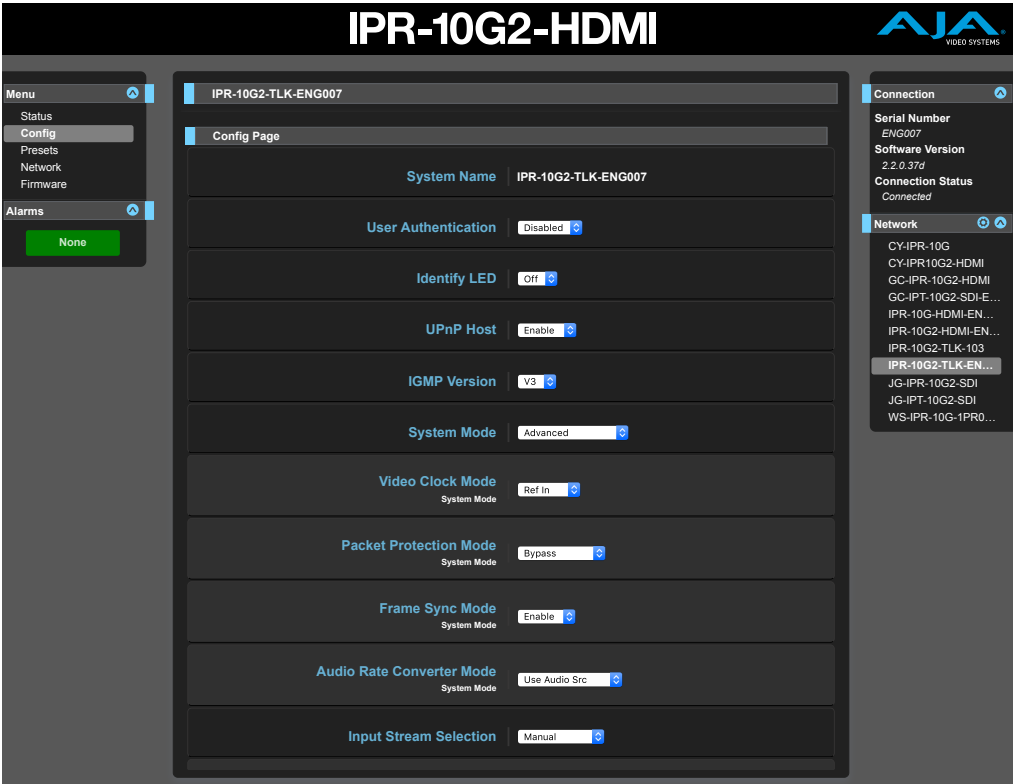 IPR-10G2-HDMI
AJA
VIDEO SYSTEMS
Menu
Status
Config
Presets
Network
Firmware
Alarms
None
IPR-10G2-TLK-ENG007
Config Page
System Name IPR-10G2-TLK-ENG007
User Authentication Disabled
Identify LED Off
UPnP Host Enable
IGMP Version V3
System Mode Advanced
Video Clock Mode Ref In
System Mode
Packet Protection Mode Bypass
System Mode
Frame Sync Mode Enable
System Mode
Audio Rate Converter Mode Use Audio Src
System Mode
Input Stream Selection Manual
Connection
Serial Number
ENG007
Software Version
2.2.0.37d
Connection Status
Connected
Network
CY-IPR-10G
CY-IPR10G2-HDMI
GC-IPR-10G2-HDMI
GC-IPT-10G2-SDI-E...
IPR-10G-HDMI-EN...
IPR-10G2-HDMI-EN...
IPR-10G2-TLK-103
IPR-10G2-TLK-EN...
JG-IPR-10G2-SDI
JG-IPT-10G2-SDI
WS-IPR-10G-1PR0...